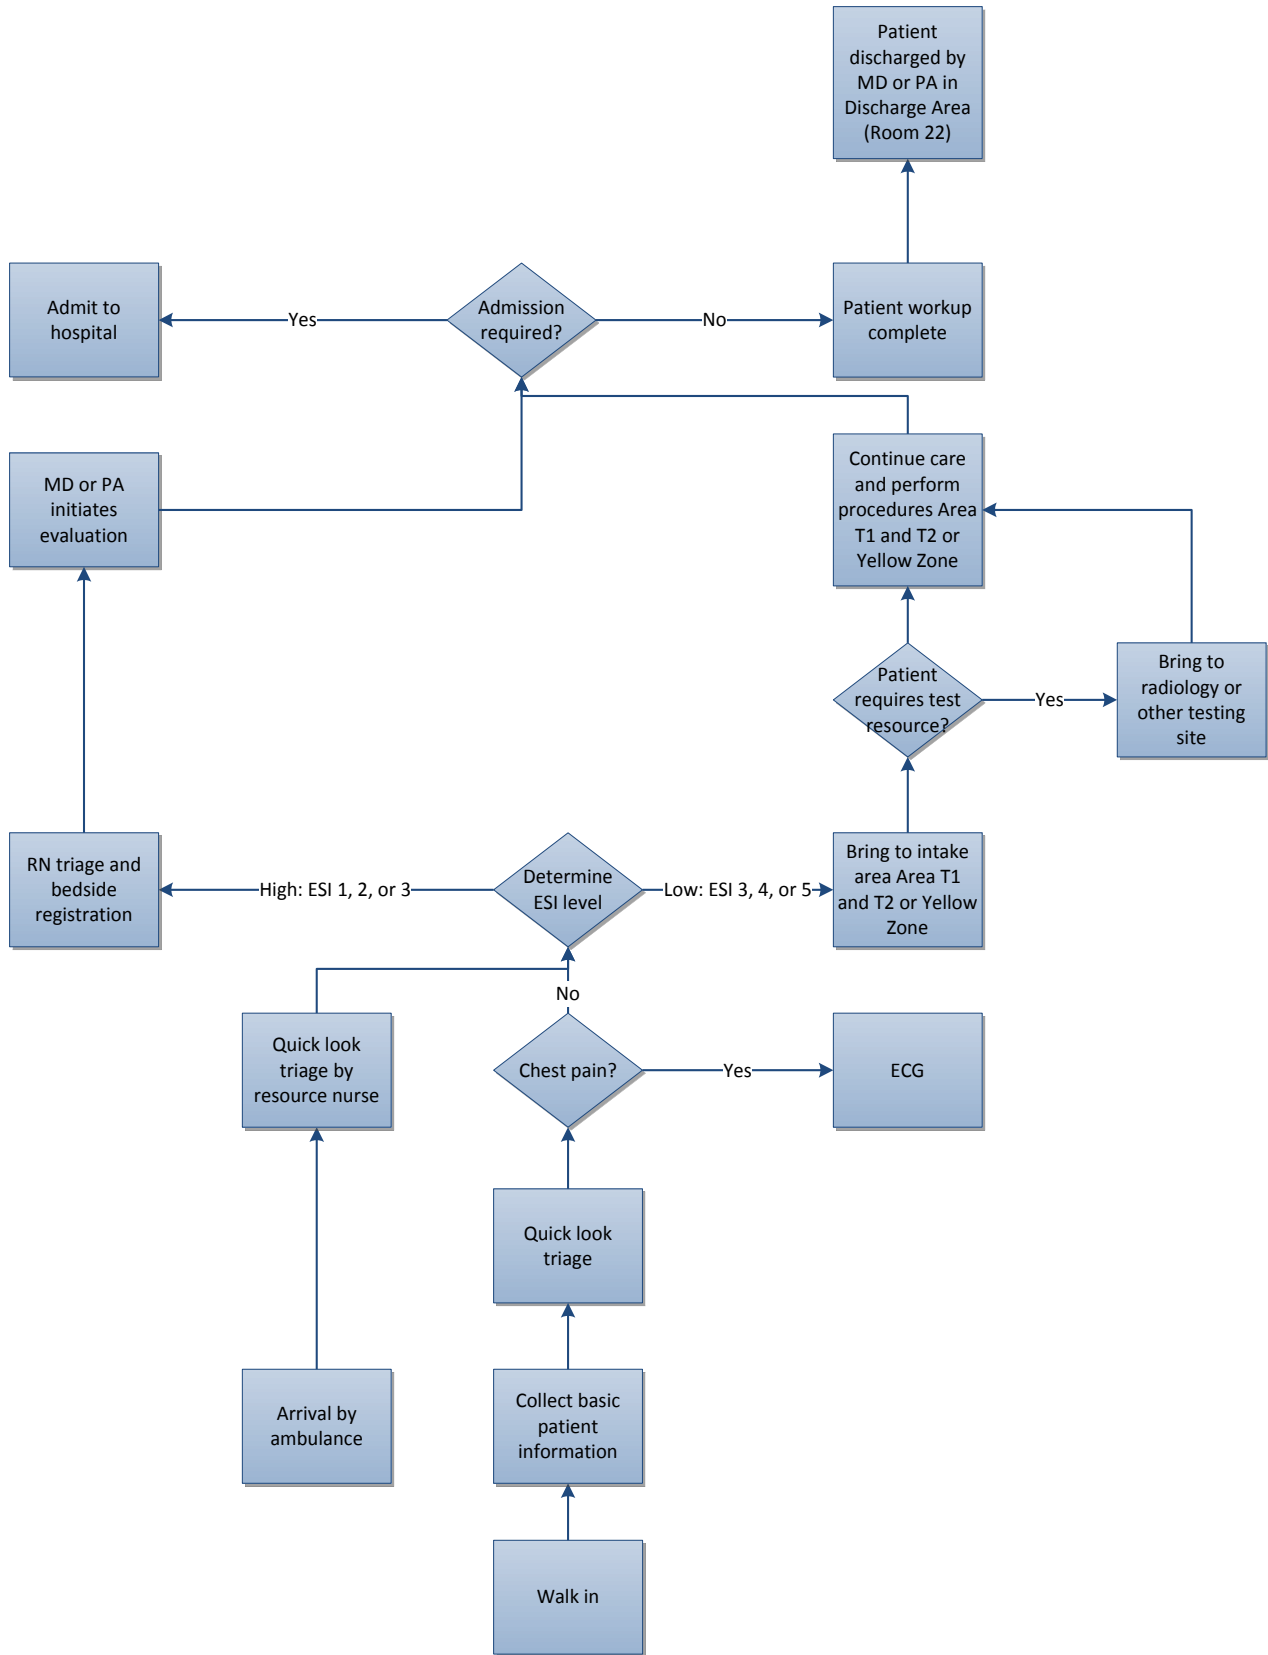 Patient
discharged by
MD or PA in
Discharge Area
(Room 22)
Admit to
hospital
Yes
Admission
required?
No
Patient workup
complete
MD or PA
initiates
evaluation
Continue care
and perform
procedures Area
T1 and T2 or
Yellow Zone
Patient
requires test
resource?
Yes
Bring to
radiology or
other testing
site
RN triage and
bedside
registration
High: ESI 1, 2, or 3
Determine
ESI level
Low: ESI 3, 4, or 5
Bring to intake
area Area T1
and T2 or Yellow
Zone
No
Quick look
triage by
resource nurse
Chest pain?
Yes
ECG
Quick look
triage
Arrival by
ambulance
Collect basic
patient
information
Walk in